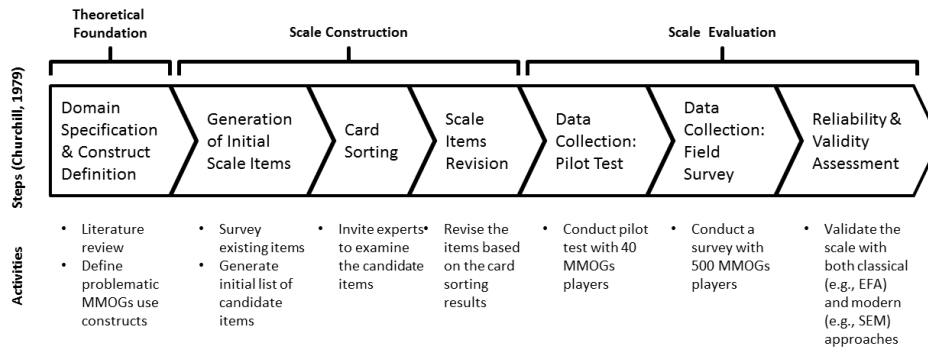 Theoretical
Foundation
Scale Construction
Scale Evaluation
Steps (Churchill, 1979)
Domain
Specification
& Construct
Definition
Generation
of Initial
Scale Items
Card
Sorting
Scale
Items
Revision
Data
Collection:
Pilot Test
Data
Collection:
Field
Survey
Reliability &
Validity
Assessment
Activities
• Literature
review
• Define
problematic
MMOGs use
constructs
• Survey
existing items
• Generate
initial list of
candidate
items
• Invite experts
to examine
the candidate
items
• Revise the
items based
on the card
sorting
results
• Conduct pilot
test with 40
MMOGs
players
• Conduct a
survey with
500 MMOGs
players
• Validate the
scale with
both classical
(e.g., EFA)
and modern
(e.g., SEM)
approaches